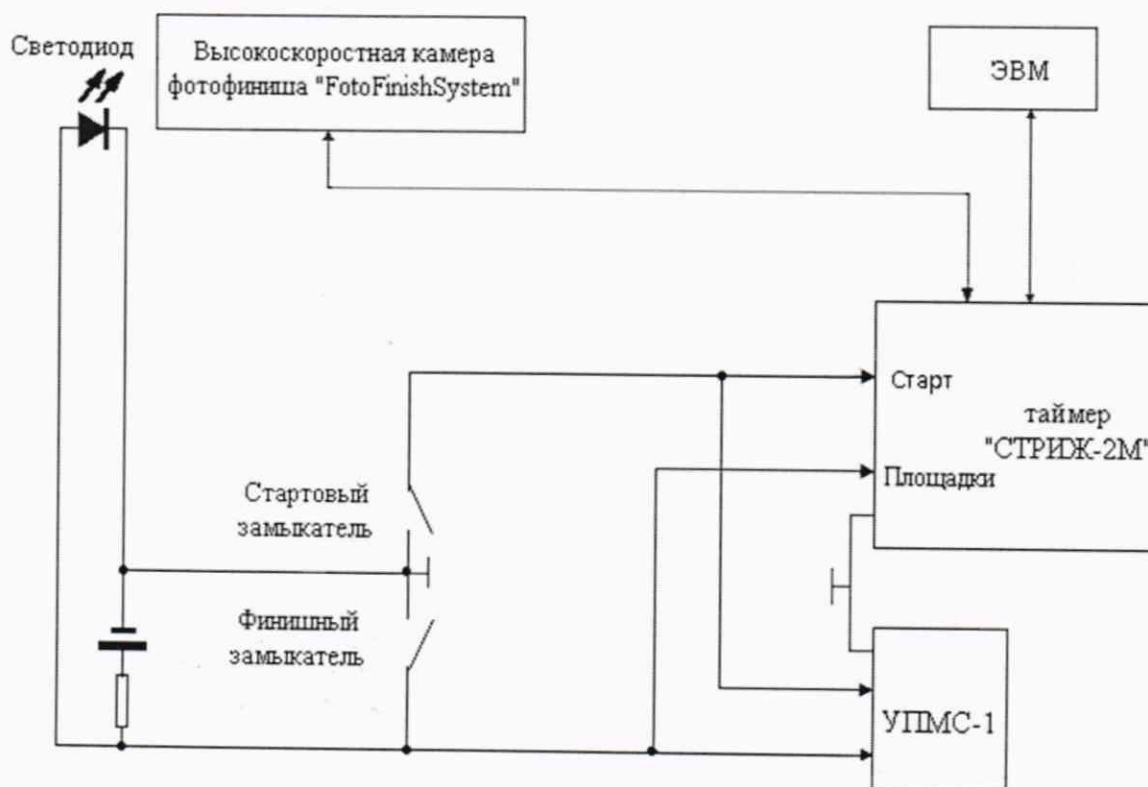 Светодиод
Высокоскоростная камера
фотофиниша "FotoFinishSystem"
ЭВМ
Старт
таймер
"СТРИЖ-2М"
Площадки
Стартовый
замыкатель
Финишный
замыкатель
УПМС-1